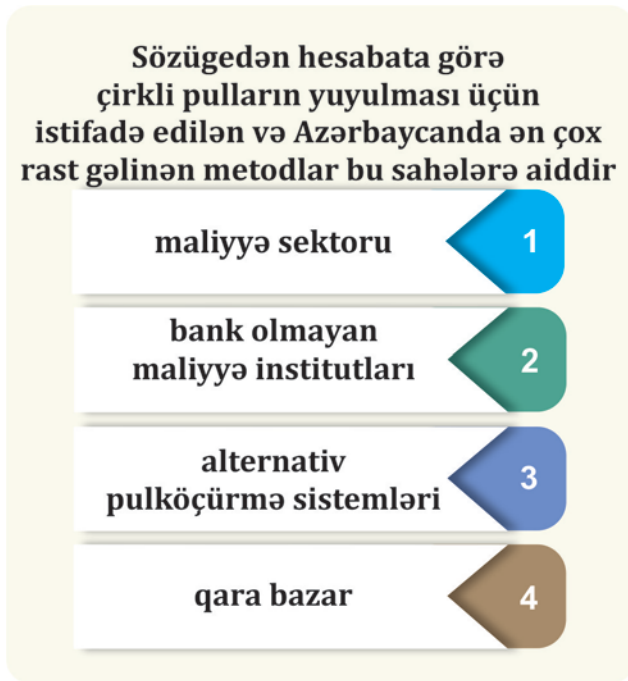 Sözügedən hesabata görə
çirkli pulların yuyulması üçün
istifadə edilən və Azərbaycanda ən çox
rast gəlinən metodlar bu sahələrə aiddir
maliyyə sektoru
1
bank olmayan
maliyyə institutları
2
alternativ
pulköçürmə sistemləri
3
qara bazar
4